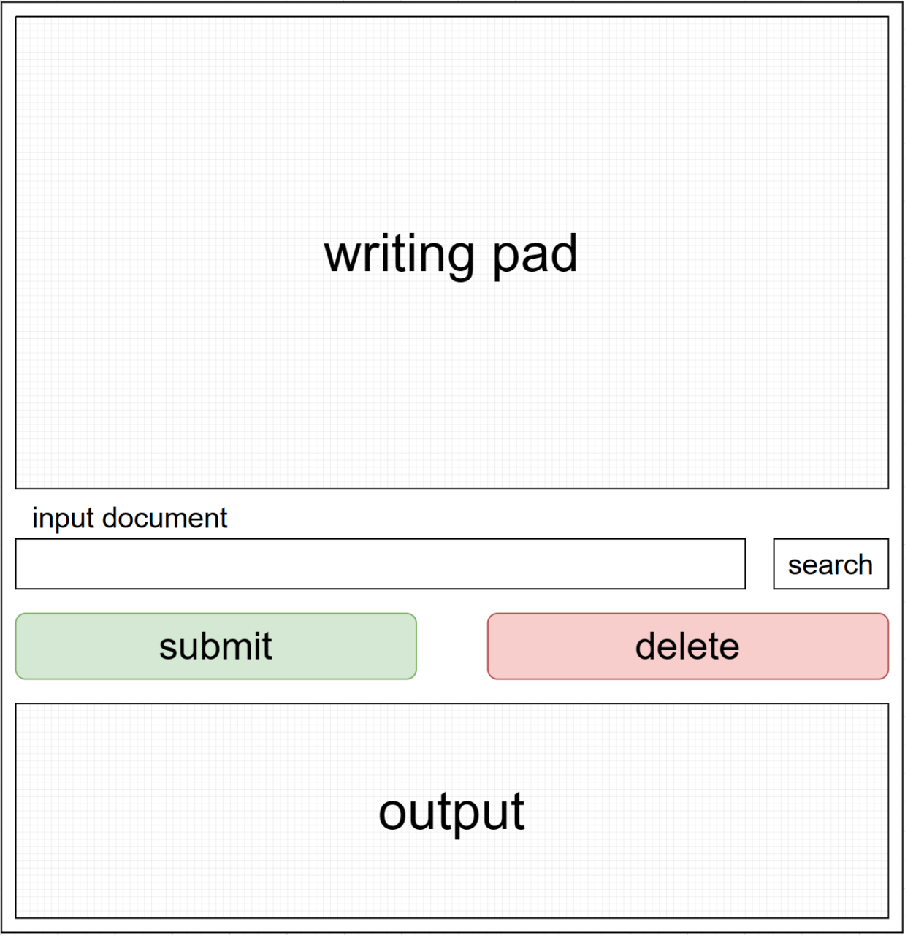 writing pad
input document
search
submit
delete
output